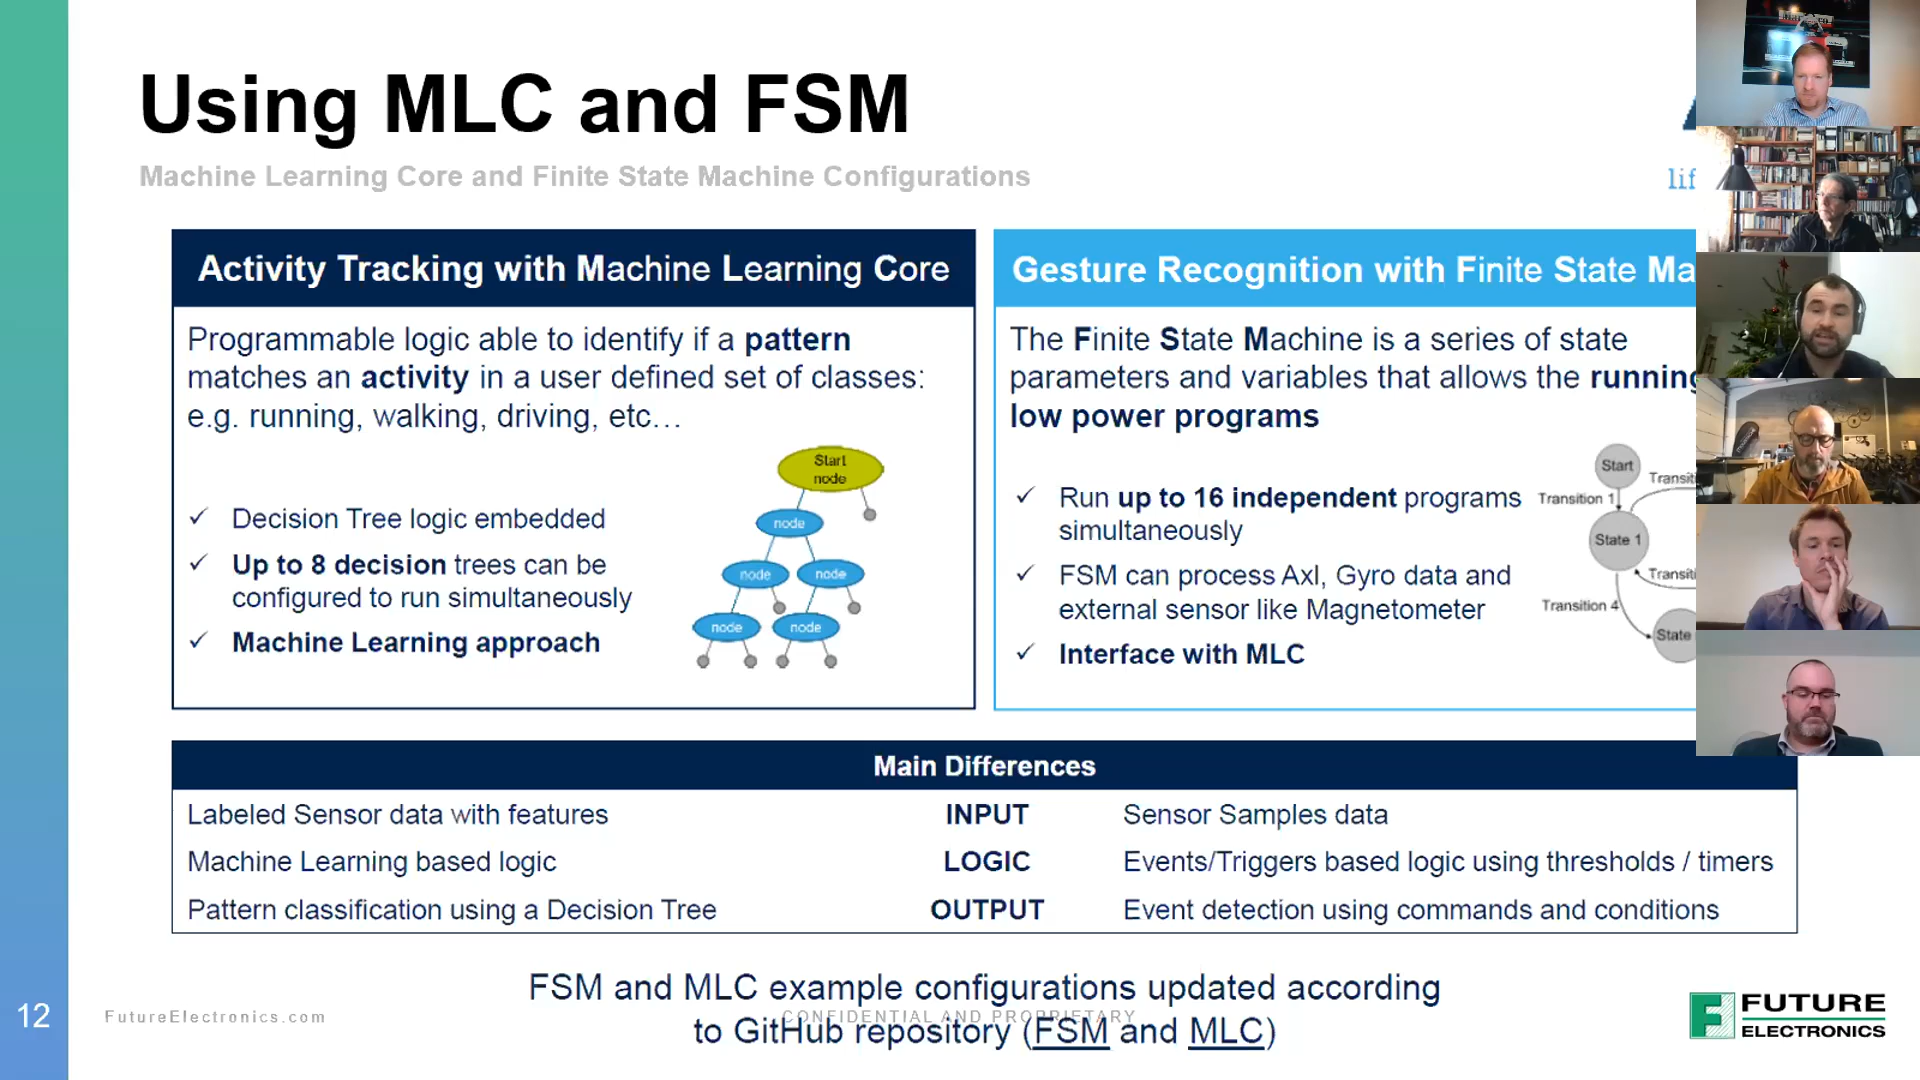 Using MLC and FSM
Machine Learning Core and Finite State Machine Configurations
lif
Activity Tracking with Machine Learning Core
Programmable logic able to identify if a pattern
matches an activity in a user defined set of classes:
e.g. running, walking, driving, etc…
Decision Tree logic embedded
Up to 8 decision trees can be
configured to run simultaneously
Machine Learning approach
Start
node
node
node
node
node
node
Gesture Recognition with Finite State Ma
The Finite State Machine is a series of state
parameters and variables that allows the running
low power programs
Run up to 16 independent programs
simultaneously
FSM can process Axl, Gyro data and
external sensor like Magnetometer
Interface with MLC
Start
Transiti
Transition 1
State 1
Transiti
Transition 4
State
Main Differences
Labeled Sensor data with features INPUT Sensor Samples data
Machine Learning based logic LOGIC Events/Triggers based logic using thresholds / timers
Pattern classification using a Decision Tree OUTPUT Event detection using commands and conditions
FSM and MLC example configurations updated according
to GitHub repository (FSM and MLC)
12
FutureElectronics.com
CONFIDENTIAL AND PROPRIETARY
FUTURE
ELECTRONICS